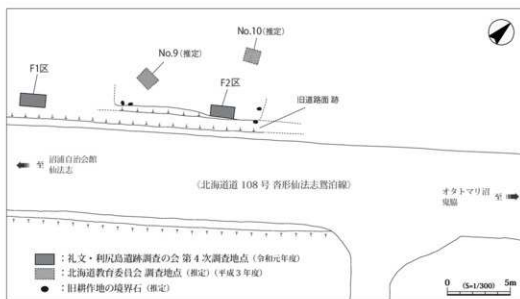 No.10(推定)
No.9(推定)
F1区
F2区
旧道路面 跡
至 沼浦自治会館
仙法志
(北海道道 108 号 沓形仙法志鴛泊線)
オタトマリ沼 至
鬼脇
:礼文・利尻島遺跡調査の会 第4次調査地点(令和元年度)
:北海道教育委員会 調査地点(推定)(平成3年度)
:旧耕作地の境界石(推定)
0 (S=1/300) 5m